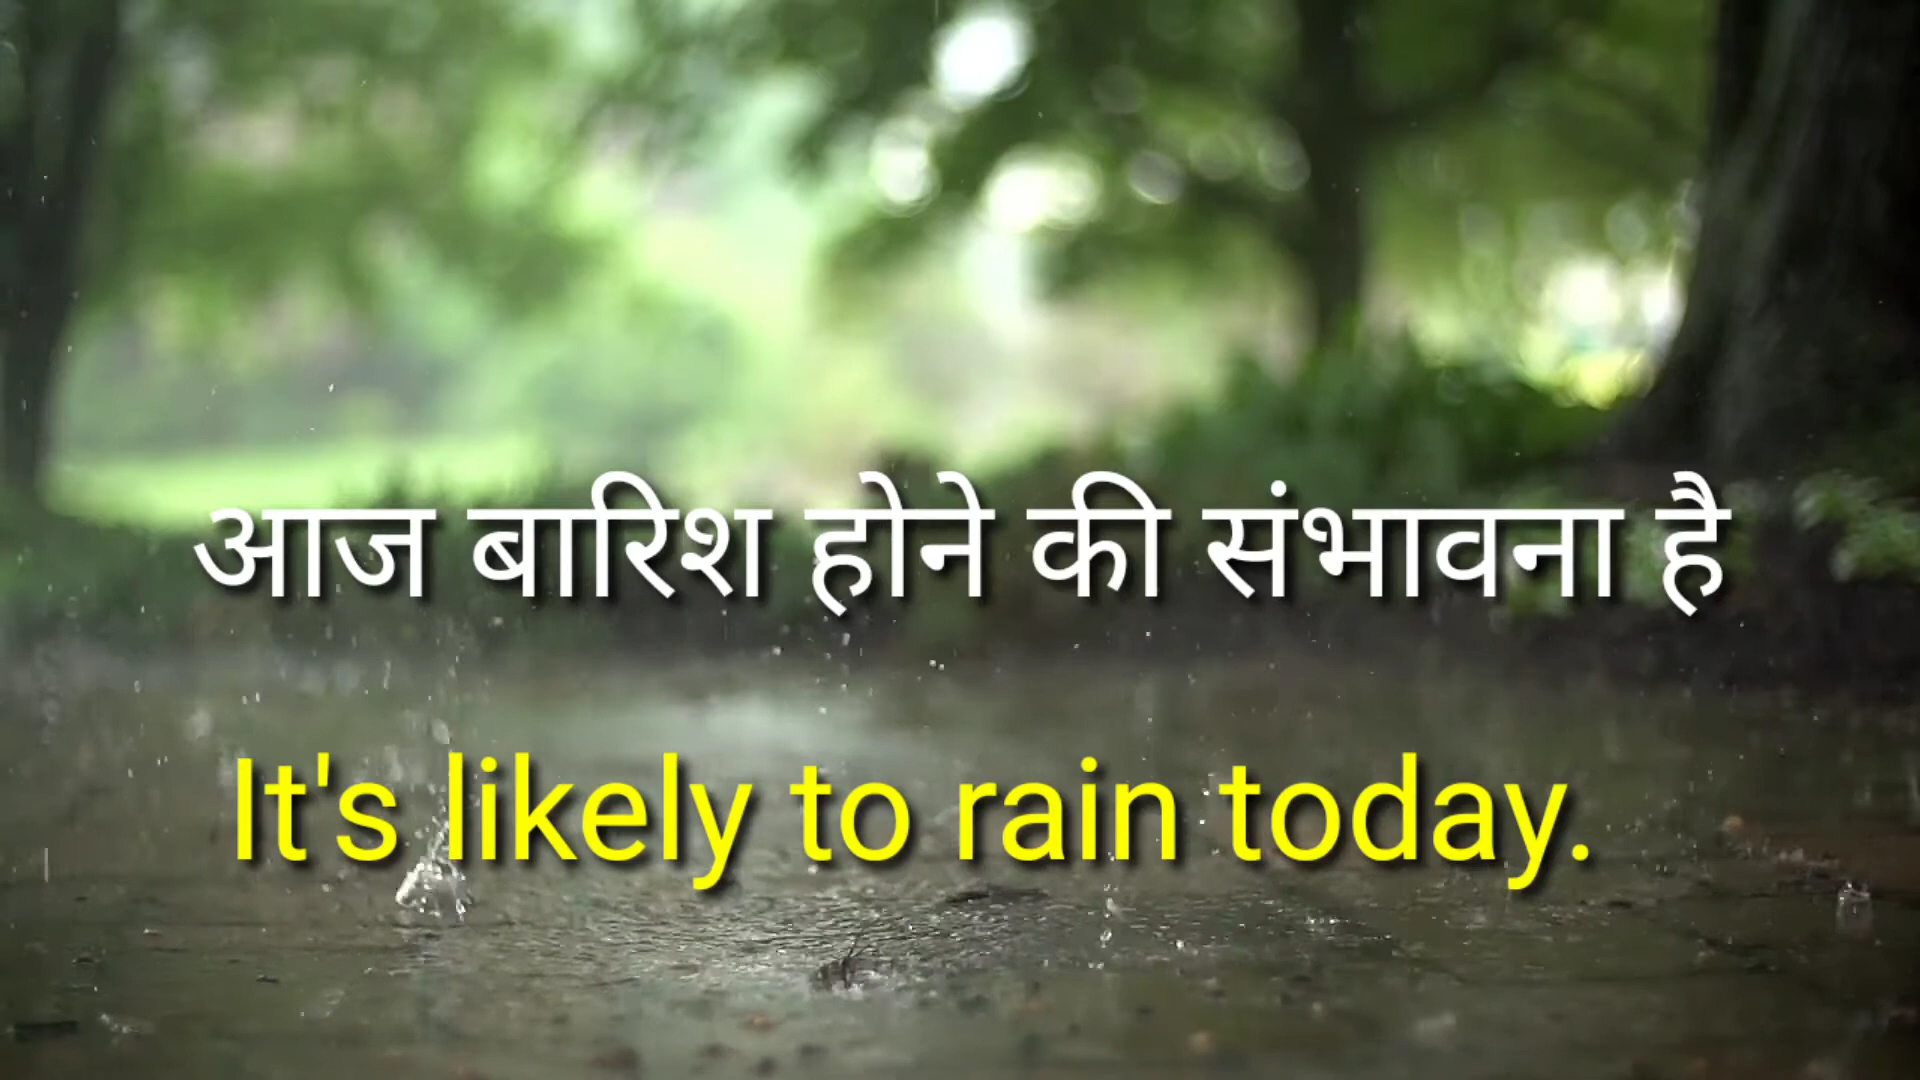 आज बारिश होने की संभावना है
It's likely to rain today.